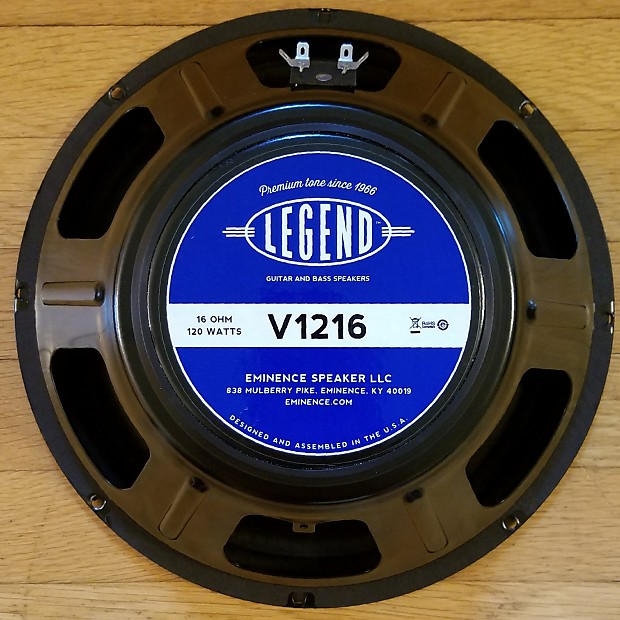 Premium tone since 1966
LEGEND
GUITAR AND BASS SPEAKERS
16 OHM
120 WATTS
V1216
RoHS
EMINENCE SPEAKER LLC
838 MULBERRY PIKE, EMINENCE, KY 40019
EMINENCE.COM
DESIGNED AND ASSEMBLED IN THE U.S.A.